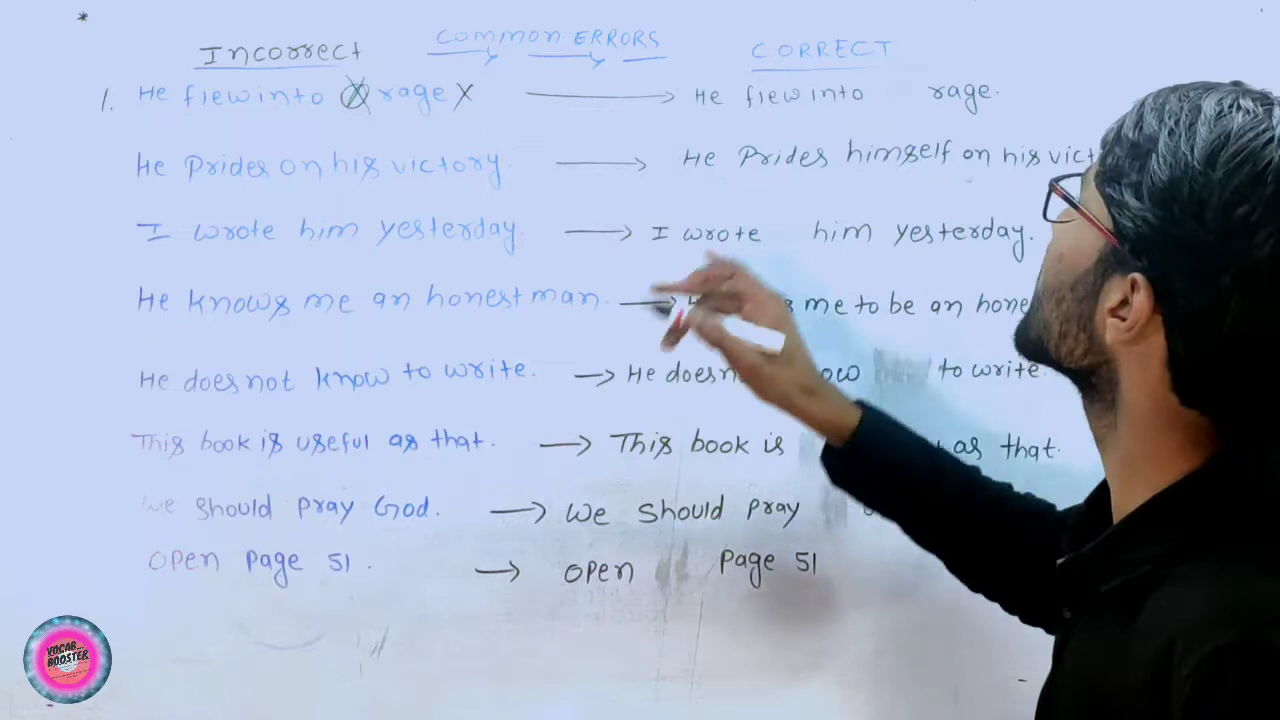 COMMON ERRORS
Incorrect CORRECT
1. He flew into rage X → He flew into rage.
He Prides on his victory → He Prides himself on his
I wrote him yesterday. → I wrote him yesterday.
He knows me an honest man. → me to be an
He does not know to write. → He to write.
This book is useful as that. → This book is as that.
We should pray God. → We should pray
Open Page 51. → Open Page 51
VOCAB
BOOSTER